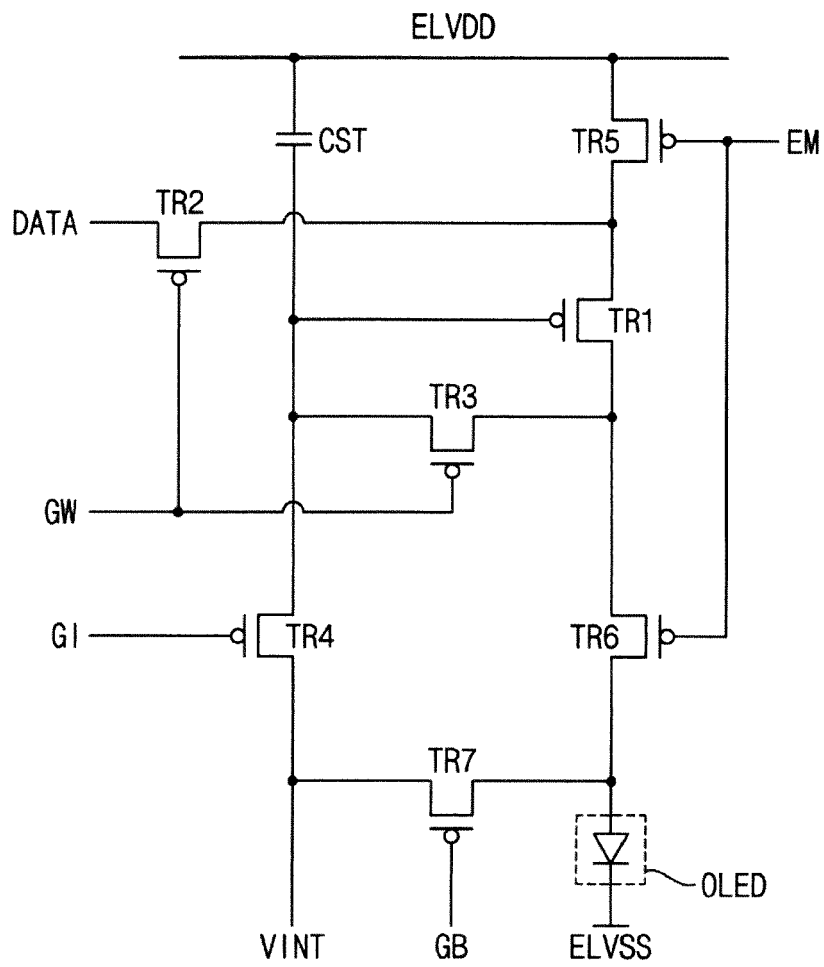 ELVDD
CST
TR5
EM
TR2
DATA
TR1
TR3
GW
GI
TR4
TR6
TR7
OLED
VINT
GB
ELVSS